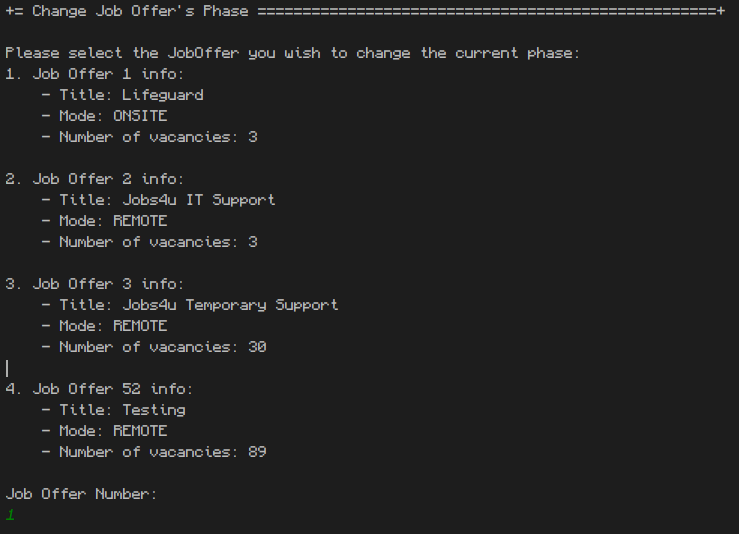 += Change Job Offer's Phase ===================================================+
Please select the JobOffer you wish to change the current phase:
1. Job Offer 1 info:
- Title: Lifeguard
- Mode: ONSITE
- Number of vacancies: 3
2. Job Offer 2 info:
- Title: Jobs4u IT Support
- Mode: REMOTE
- Number of vacancies: 3
3. Job Offer 3 info:
- Title: Jobs4u Temporary Support
- Mode: REMOTE
- Number of vacancies: 30
4. Job Offer 52 info:
- Title: Testing
- Mode: REMOTE
- Number of vacancies: 89
Job Offer Number:
1